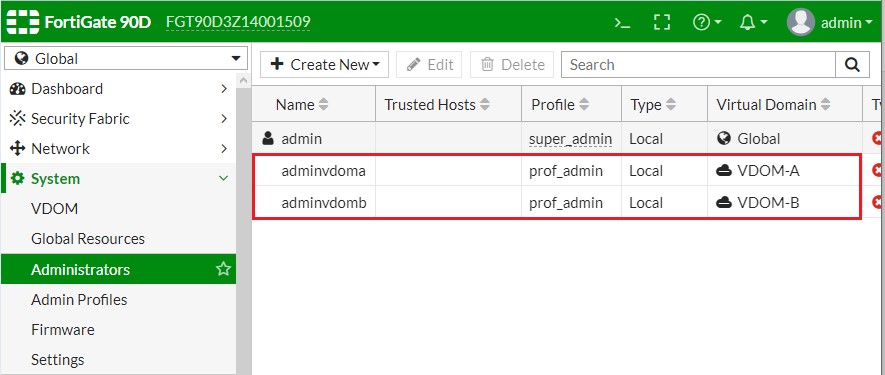 FortiGate 90D FGT90D3Z14001509 >_ admin
Global
Create New Edit Delete Search
Dashboard
Security Fabric
Network
System
VDOM
Global Resources
Administrators
Admin Profiles
Firmware
Settings
Name Trusted Hosts Profile Type Virtual Domain
admin super_admin Local Global
adminvdoma prof_admin Local VDOM-A
adminvdomb prof_admin Local VDOM-B